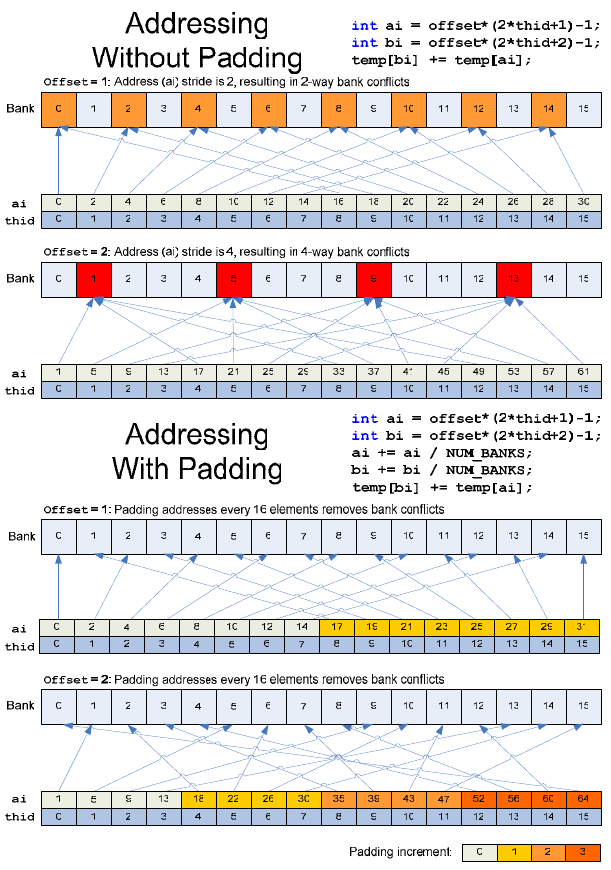 Addressing
Without Padding
int ai = offset*(2*thid+1)-1;
int bi = offset*(2*thid+2)-1;
temp[bi] += temp[ai];
Offset = 1: Address (ai) stride is 2, resulting in 2-way bank conflicts
Bank 0 1 2 3 4 5 6 7 8 9 10 11 12 13 14 15
ai 0 2 4 6 8 10 12 14 16 18 20 22 24 26 28 30
thid 0 1 2 3 4 5 6 7 8 9 10 11 12 13 14 15
Offset = 2: Address (ai) stride is 4, resulting in 4-way bank conflicts
Bank 0 1 2 3 4 5 6 7 8 9 10 11 12 13 14 15
ai 1 5 9 13 17 21 25 29 33 37 41 45 49 53 57 61
thid 0 1 2 3 4 5 6 7 8 9 10 11 12 13 14 15
Addressing
With Padding
int ai = offset*(2*thid+1)-1;
int bi = offset*(2*thid+2)-1;
ai += ai / NUM_BANKS;
bi += bi / NUM_BANKS;
temp[bi] += temp[ai];
Offset = 1: Padding addresses every 16 elements removes bank conflicts
Bank 0 1 2 3 4 5 6 7 8 9 10 11 12 13 14 15
ai 0 2 4 6 8 10 12 14 17 19 21 23 25 27 29 31
thid 0 1 2 3 4 5 6 7 8 9 10 11 12 13 14 15
Offset = 2: Padding addresses every 16 elements removes bank conflicts
Bank 0 1 2 3 4 5 6 7 8 9 10 11 12 13 14 15
ai 1 5 9 13 18 22 26 30 35 39 43 47 52 56 60 64
thid 0 1 2 3 4 5 6 7 8 9 10 11 12 13 14 15
Padding increment: 0 1 2 3